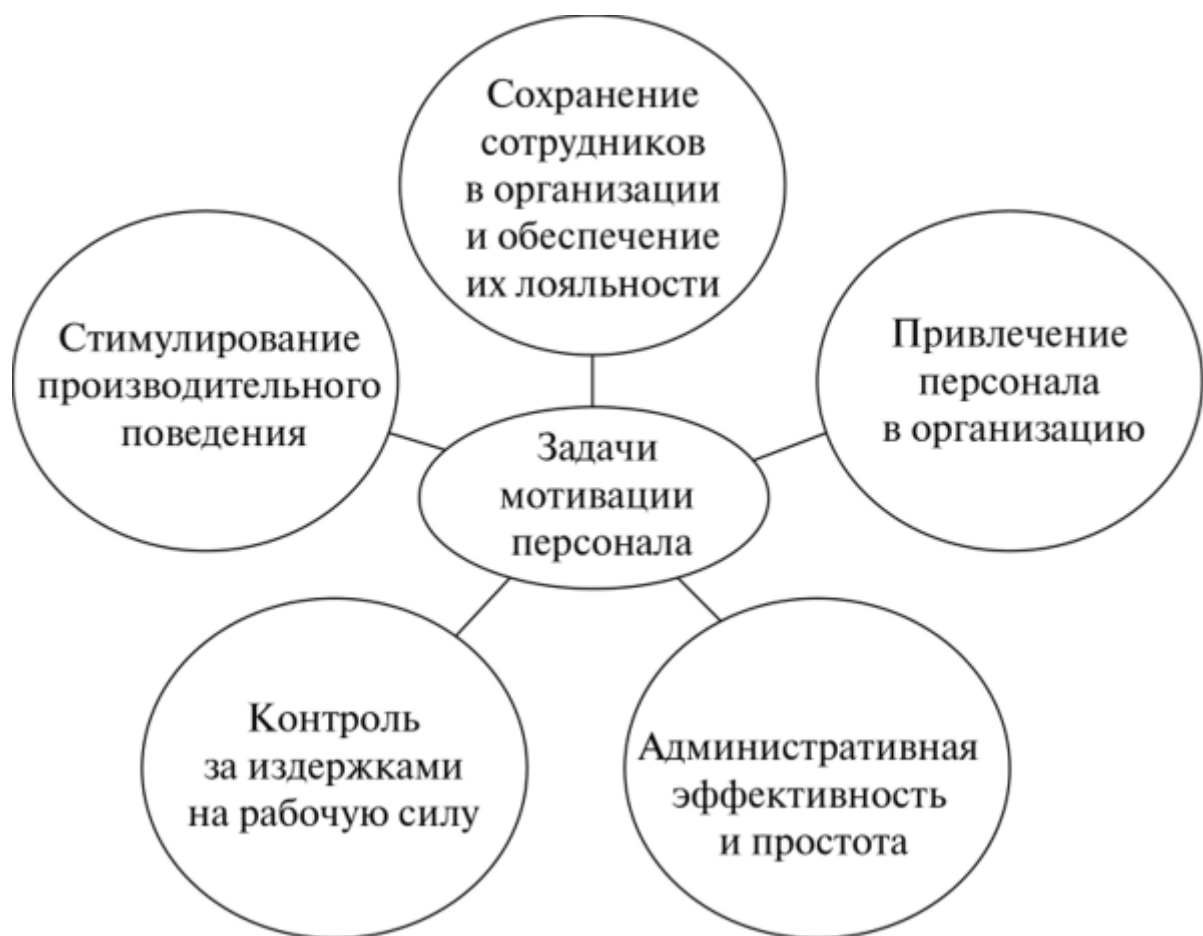 Сохранение
сотрудников
в организации
и обеспечение
их лояльности
Стимулирование
производительного
поведения
Привлечение
персонала
в организацию
Задачи
мотивации
персонала
Контроль
за издержками
на рабочую силу
Административная
эффективность
и простота